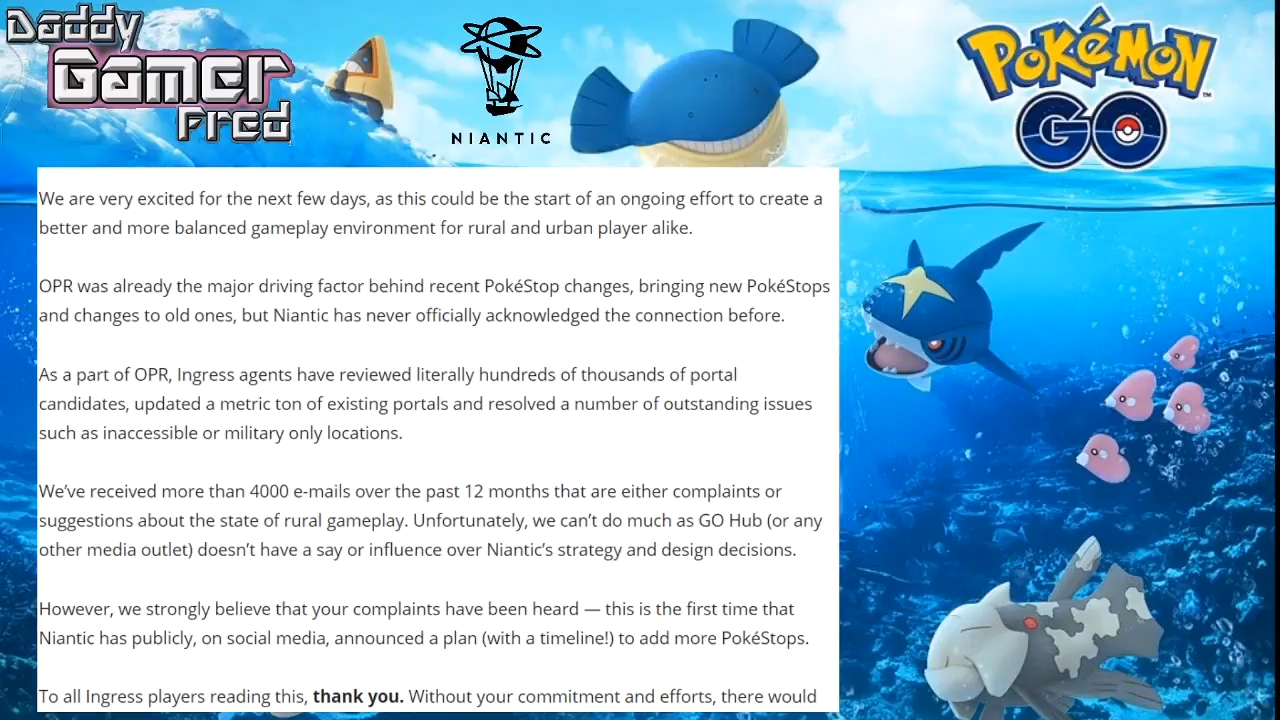 Daddy
Gamer
Fred
NIANTIC
POKéMON
GO
TM
We are very excited for the next few days, as this could be the start of an ongoing effort to create a
better and more balanced gameplay environment for rural and urban player alike.
OPR was already the major driving factor behind recent PokéStop changes, bringing new PokéStops
and changes to old ones, but Niantic has never officially acknowledged the connection before.
As a part of OPR, Ingress agents have reviewed literally hundreds of thousands of portal
candidates, updated a metric ton of existing portals and resolved a number of outstanding issues
such as inaccessible or military only locations.
We’ve received more than 4000 e-mails over the past 12 months that are either complaints or
suggestions about the state of rural gameplay. Unfortunately, we can’t do much as GO Hub (or any
other media outlet) doesn’t have a say or influence over Niantic’s strategy and design decisions.
However, we strongly believe that your complaints have been heard — this is the first time that
Niantic has publicly, on social media, announced a plan (with a timeline!) to add more PokéStops.
To all Ingress players reading this, thank you. Without your commitment and efforts, there would